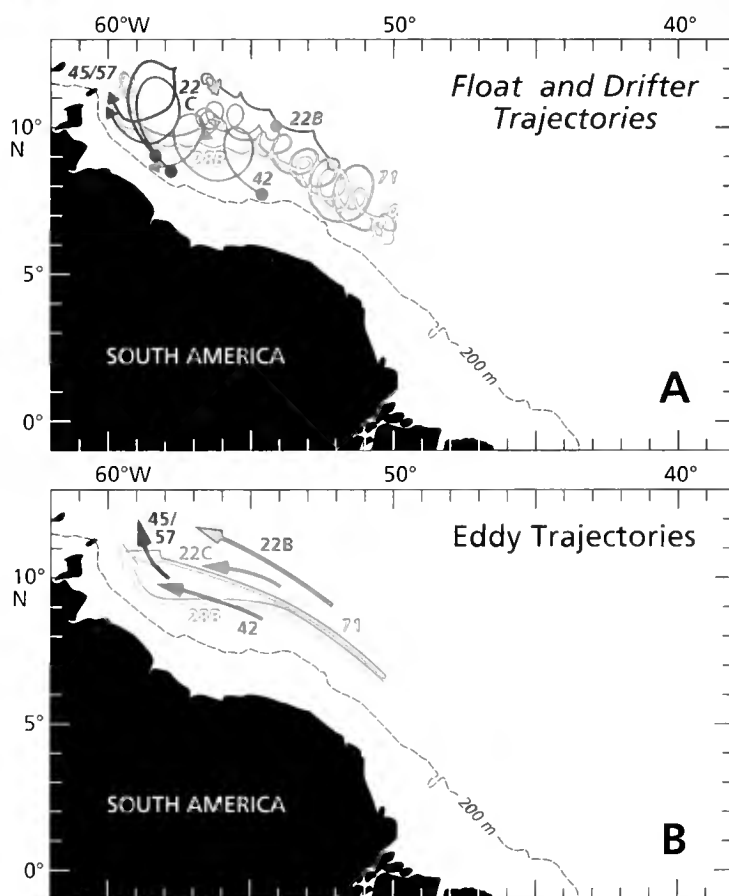 60°W 50° 40°
45/57
22
C
Float and Drifter
Trajectories
22B
10°
N
28B
42
71
5°
SOUTH AMERICA
200 m
A
0°
60°W 50° 40°
45/
57
Eddy Trajectories
22C
22B
10°
N
28B
42
71
5°
SOUTH AMERICA
200 m
B
0°